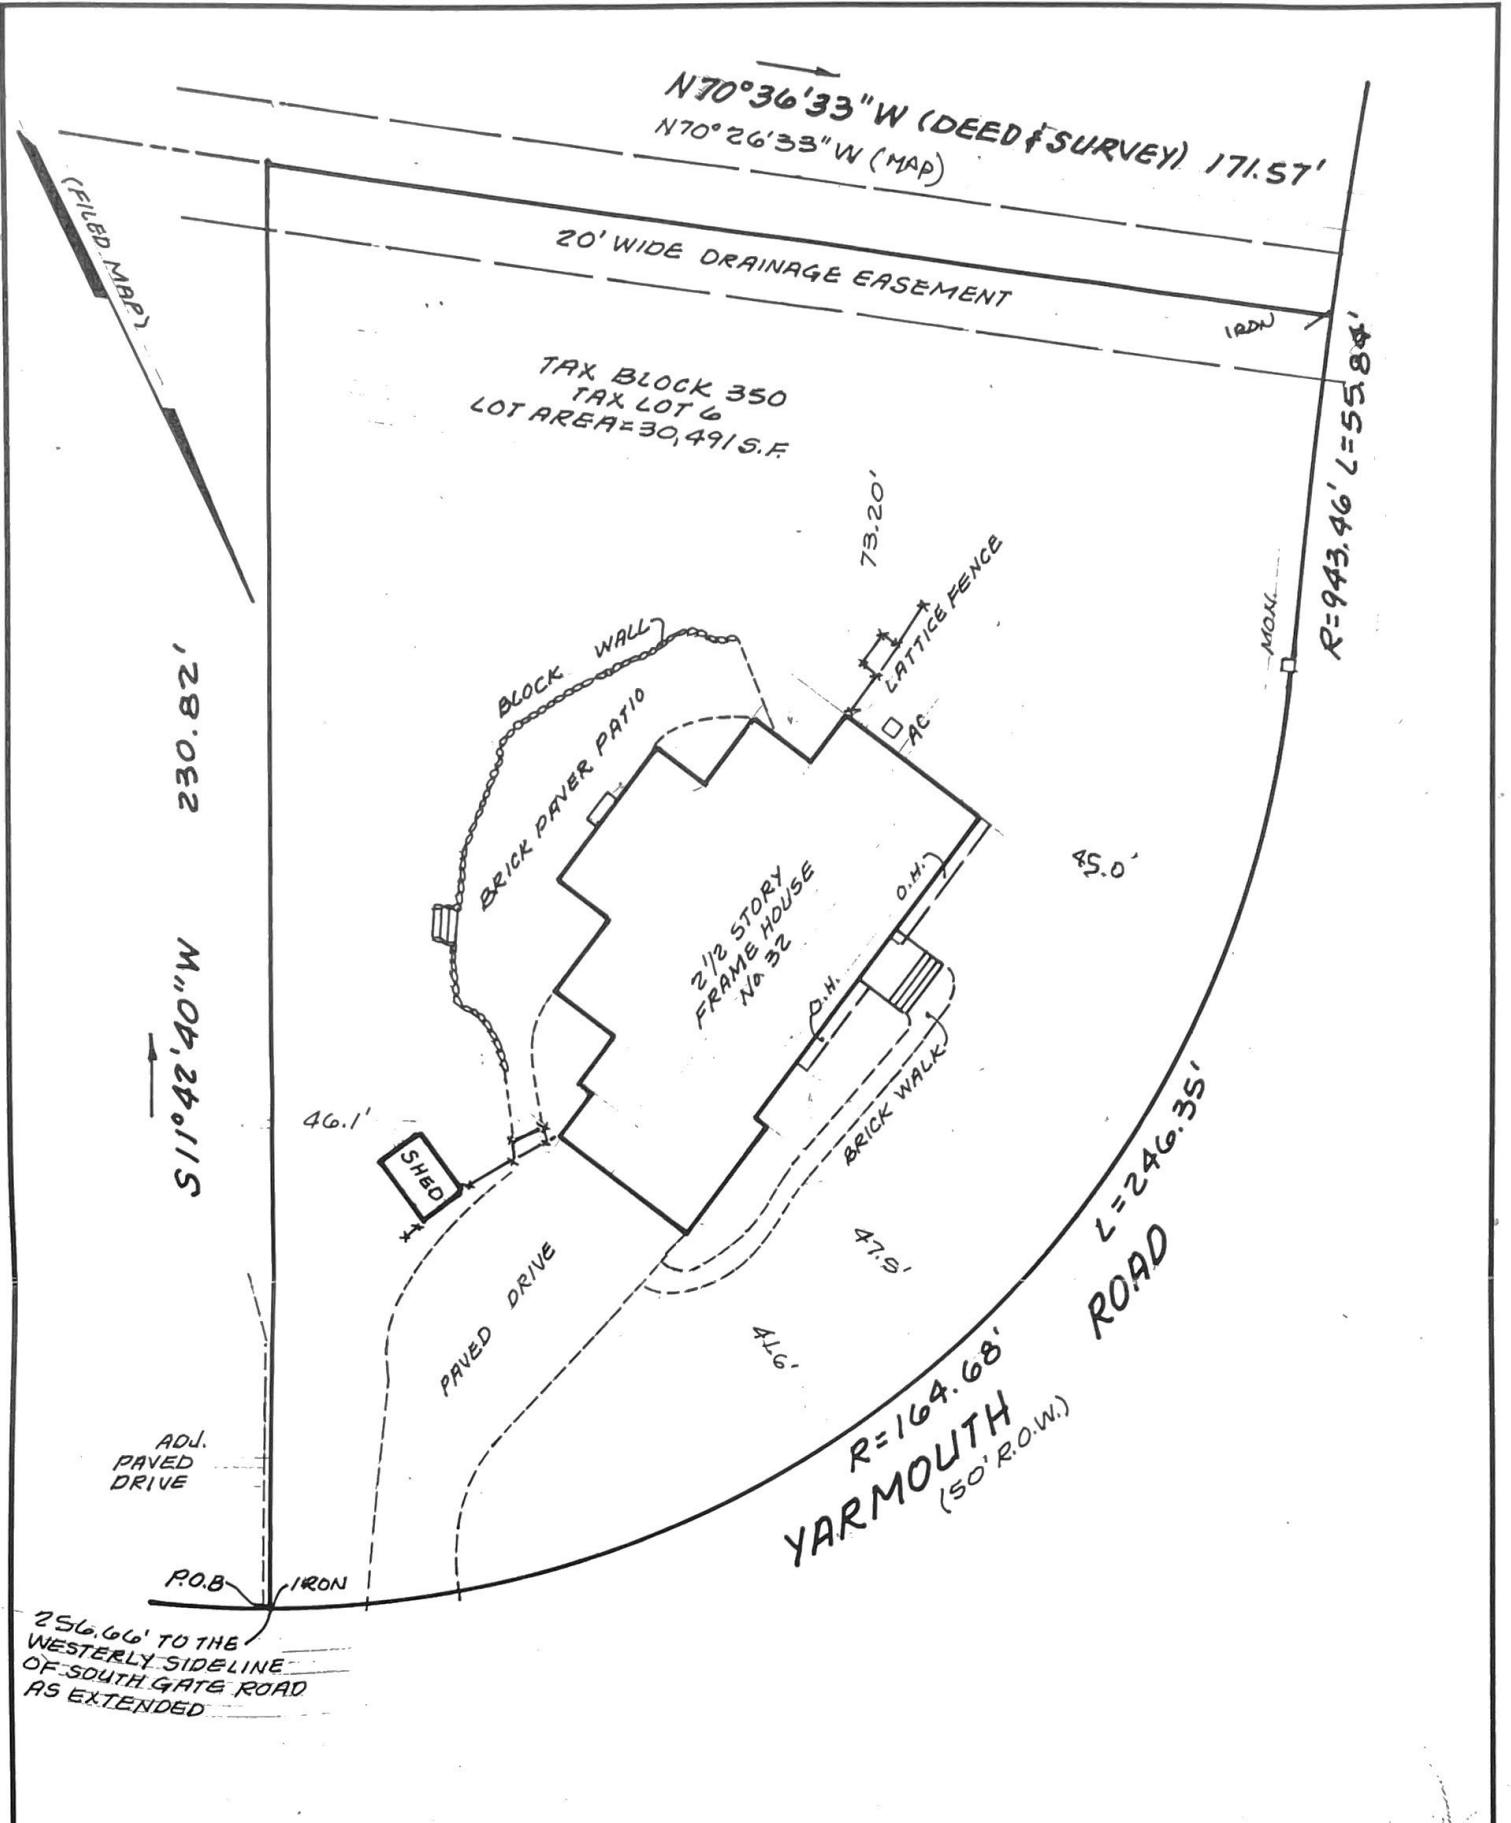 N70°36'33"W (DEED & SURVEY) 171.57'
N70°26'33"W (MAP)
(FILED MAP)
20' WIDE DRAINAGE EASEMENT
IRON
TAX BLOCK 350
TAX LOT 6
LOT AREA=30,491 S.F.
R=943.46' L=55.84'
73.20'
LATTICE FENCE
MON.
BLOCK WALL
BRICK PAVER PATIO
AC
230.82'
S11°42'40"W
45.0'
O.H.
2 1/2 STORY
FRAME HOUSE
No. 32
O.H.
BRICK WALK
46.1'
SHED
L=246.35'
47.5'
PAVED DRIVE
41.6'
R=164.68'
YARMOUTH ROAD
(50' R.O.W.)
ADJ.
PAVED
DRIVE
P.O.B
IRON
256.66' TO THE
WESTERLY SIDELINE
OF SOUTH GATE ROAD
AS EXTENDED